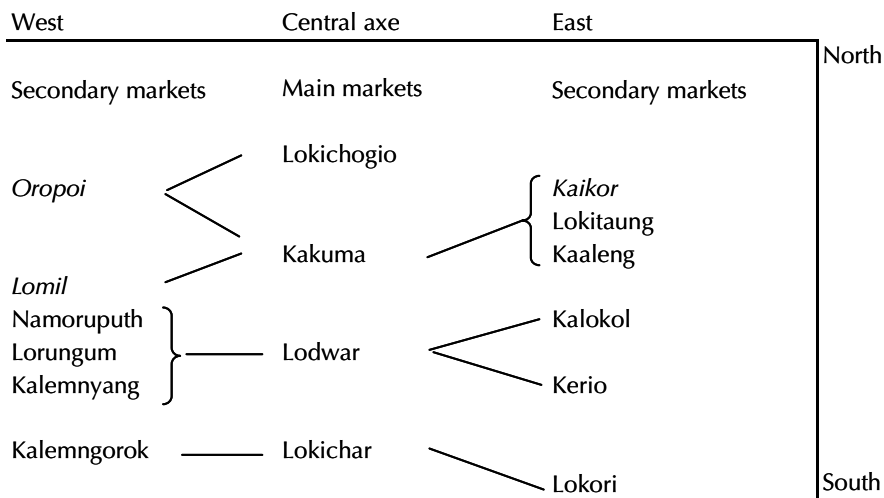 West Central axe East
North
Secondary markets Main markets Secondary markets
Lokichogio
Oropoi Kaikor
Lokitaung
Kakuma Kaaleng
Lomil
Namoruputh Kalokol
Lorungum Lodwar
Kalemnyang Kerio
Kalemngorok Lokichar
Lokori South